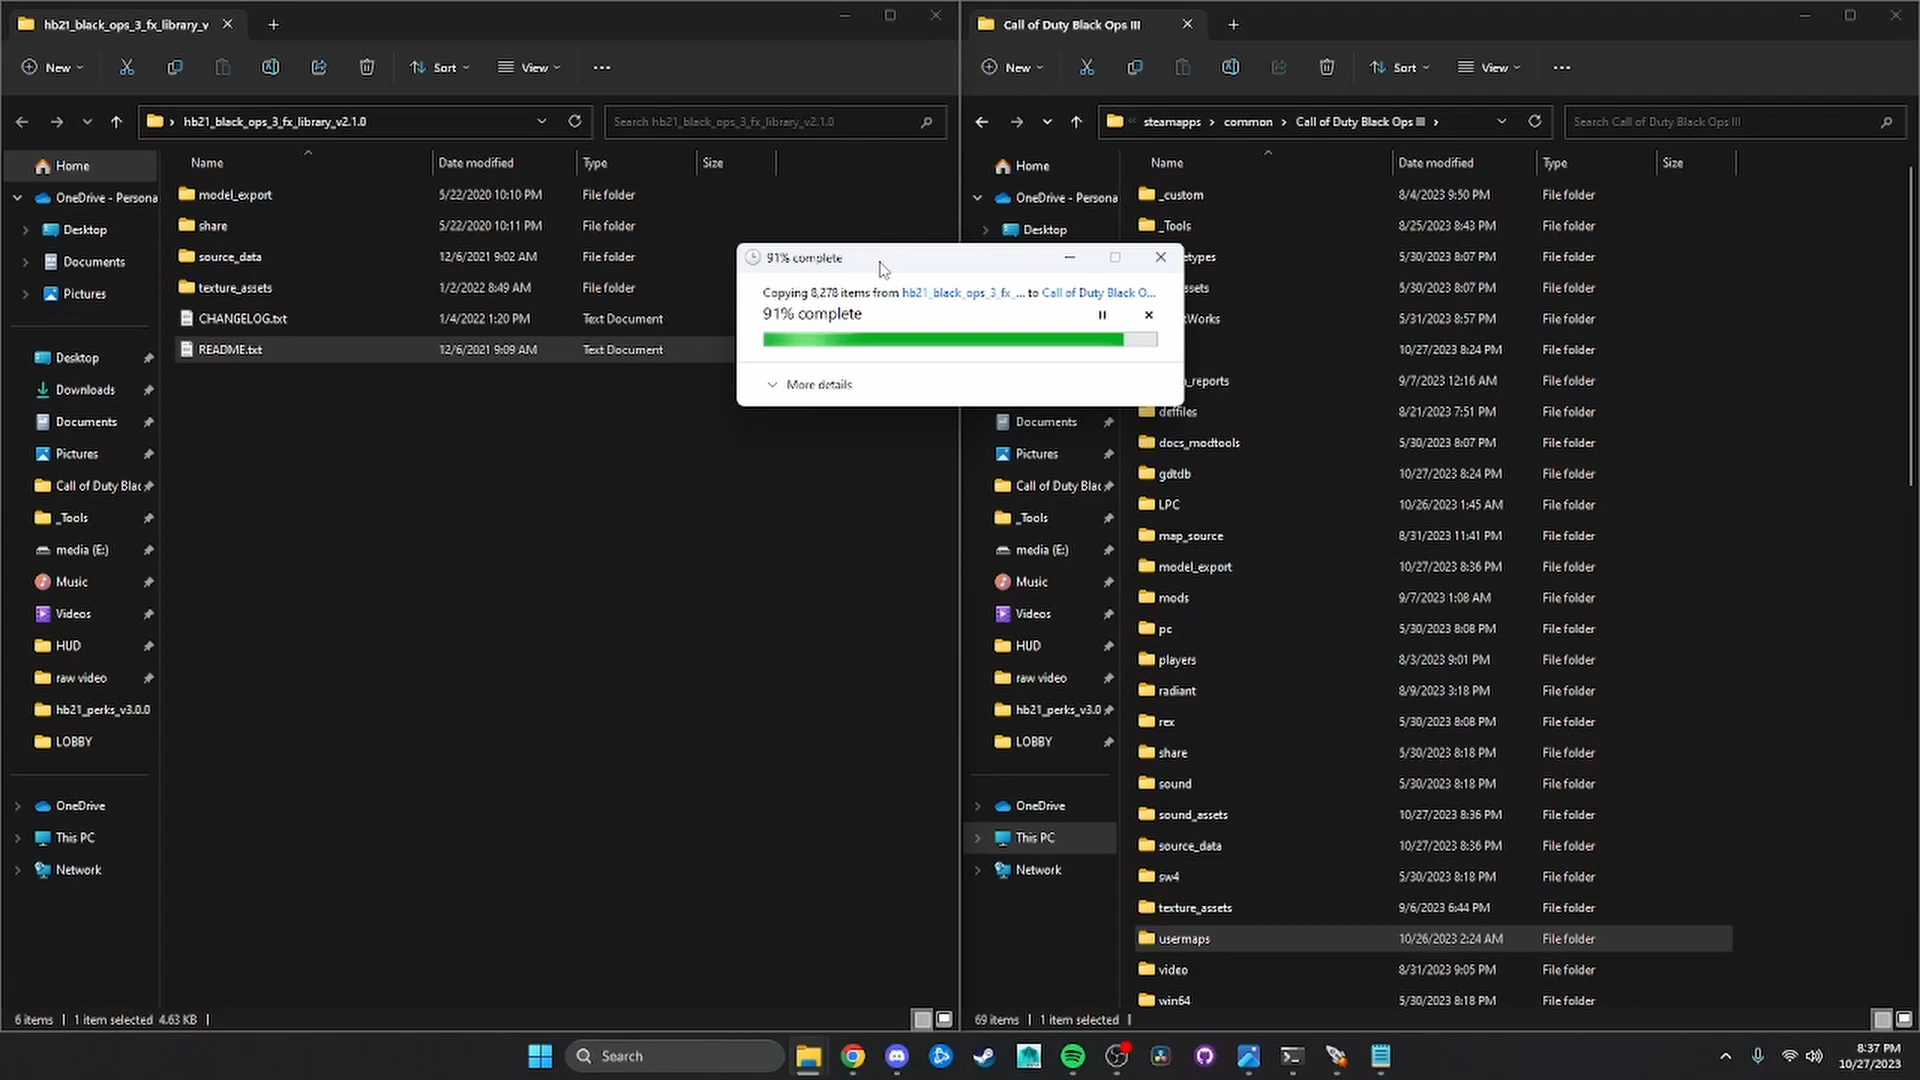 hb21_black_ops_3_fx_library_v
New
Sort
View
hb21_black_ops_3_fx_library_v2.1.0
Search hb21_black_ops_3_fx_library_v2.1.0
Name Date modified Type Size
Home
OneDrive - Persona
Desktop
Documents
Pictures
Desktop
Downloads
Documents
Pictures
Call of Duty Blac
_Tools
media (E:)
Music
Videos
HUD
raw video
hb21_perks_v3.0.0
LOBBY
OneDrive
This PC
Network
model_export 5/22/2020 10:10 PM File folder
share 5/22/2020 10:11 PM File folder
source_data 12/6/2021 9:02 AM File folder
texture_assets 1/2/2022 8:49 AM File folder
CHANGELOG.txt 1/4/2022 1:20 PM Text Document
README.txt 12/6/2021 9:09 AM Text Document
6 items | 1 item selected 4.63 KB |
91% complete
Copying 8,278 items from hb21_black_ops_3_fx_... to Call of Duty Black O...
91% complete
More details
Call of Duty Black Ops III
New
Sort
View
steamapps > common > Call of Duty Black Ops III >
Search Call of Duty Black Ops III
Name Date modified Type Size
Home
OneDrive - Persona
Desktop
Documents
Pictures
Call of Duty Blac
_Tools
media (E:)
Music
Videos
HUD
raw video
hb21_perks_v3.0
LOBBY
OneDrive
This PC
Network
_custom 8/4/2023 9:50 PM File folder
_Tools 8/25/2023 8:43 PM File folder
etypes 5/30/2023 8:07 PM File folder
ssets 5/30/2023 8:07 PM File folder
tWorks 5/31/2023 8:57 PM File folder
10/27/2023 8:24 PM File folder
_reports 9/7/2023 12:16 AM File folder
deffiles 8/21/2023 7:51 PM File folder
docs_modtools 5/30/2023 8:07 PM File folder
gdtdb 10/27/2023 8:24 PM File folder
LPC 10/26/2023 1:45 AM File folder
map_source 8/31/2023 11:41 PM File folder
model_export 10/27/2023 8:36 PM File folder
mods 9/7/2023 1:08 AM File folder
pc 5/30/2023 8:08 PM File folder
players 8/3/2023 9:01 PM File folder
radiant 8/9/2023 3:18 PM File folder
rex 5/30/2023 8:08 PM File folder
share 5/30/2023 8:18 PM File folder
sound 5/30/2023 8:18 PM File folder
sound_assets 10/27/2023 8:36 PM File folder
source_data 10/27/2023 8:36 PM File folder
sw4 5/30/2023 8:18 PM File folder
texture_assets 9/6/2023 6:44 PM File folder
usermaps 10/26/2023 2:24 AM File folder
video 8/31/2023 9:05 PM File folder
win64 5/30/2023 8:18 PM File folder
69 items | 1 item selected |
Search
8:37 PM
10/27/2023